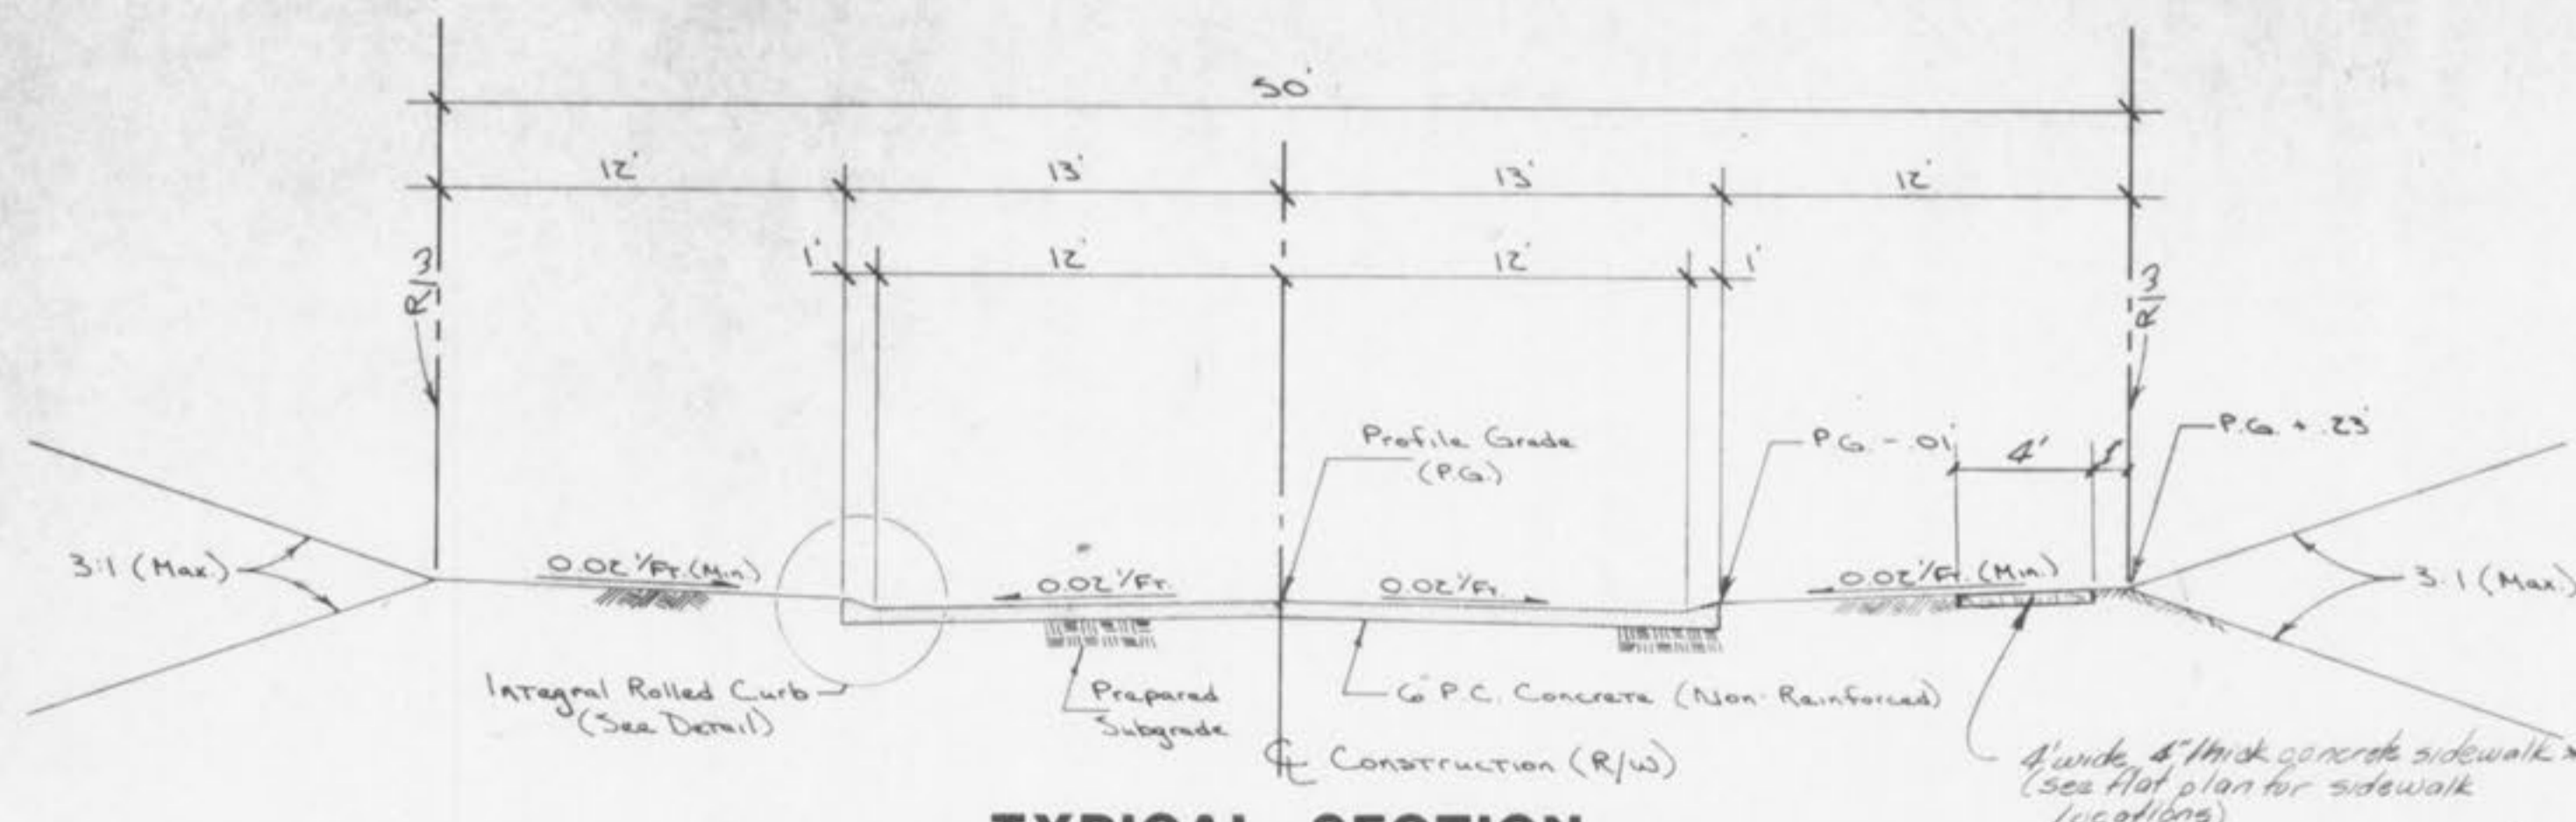 50'
12'
13'
13'
12'
1'
12'
12'
1'
R/W
R/W
Profile Grade
(P.G.)
P.G. - .01'
4'
1'
P.G. + .23'
3:1 (Max.)
0.02'/Ft. (Min.)
0.02'/Ft.
0.02'/Ft.
0.02'/Ft. (Min.)
3:1 (Max.)
Integral Rolled Curb
(See Detail)
Prepared
Subgrade
6" P.C. Concrete (Non-Reinforced)
℄ Construction (R/W)
4' wide, 4" thick concrete sidewalk *
(see flat plan for sidewalk
locations)
TYPICAL SECTION